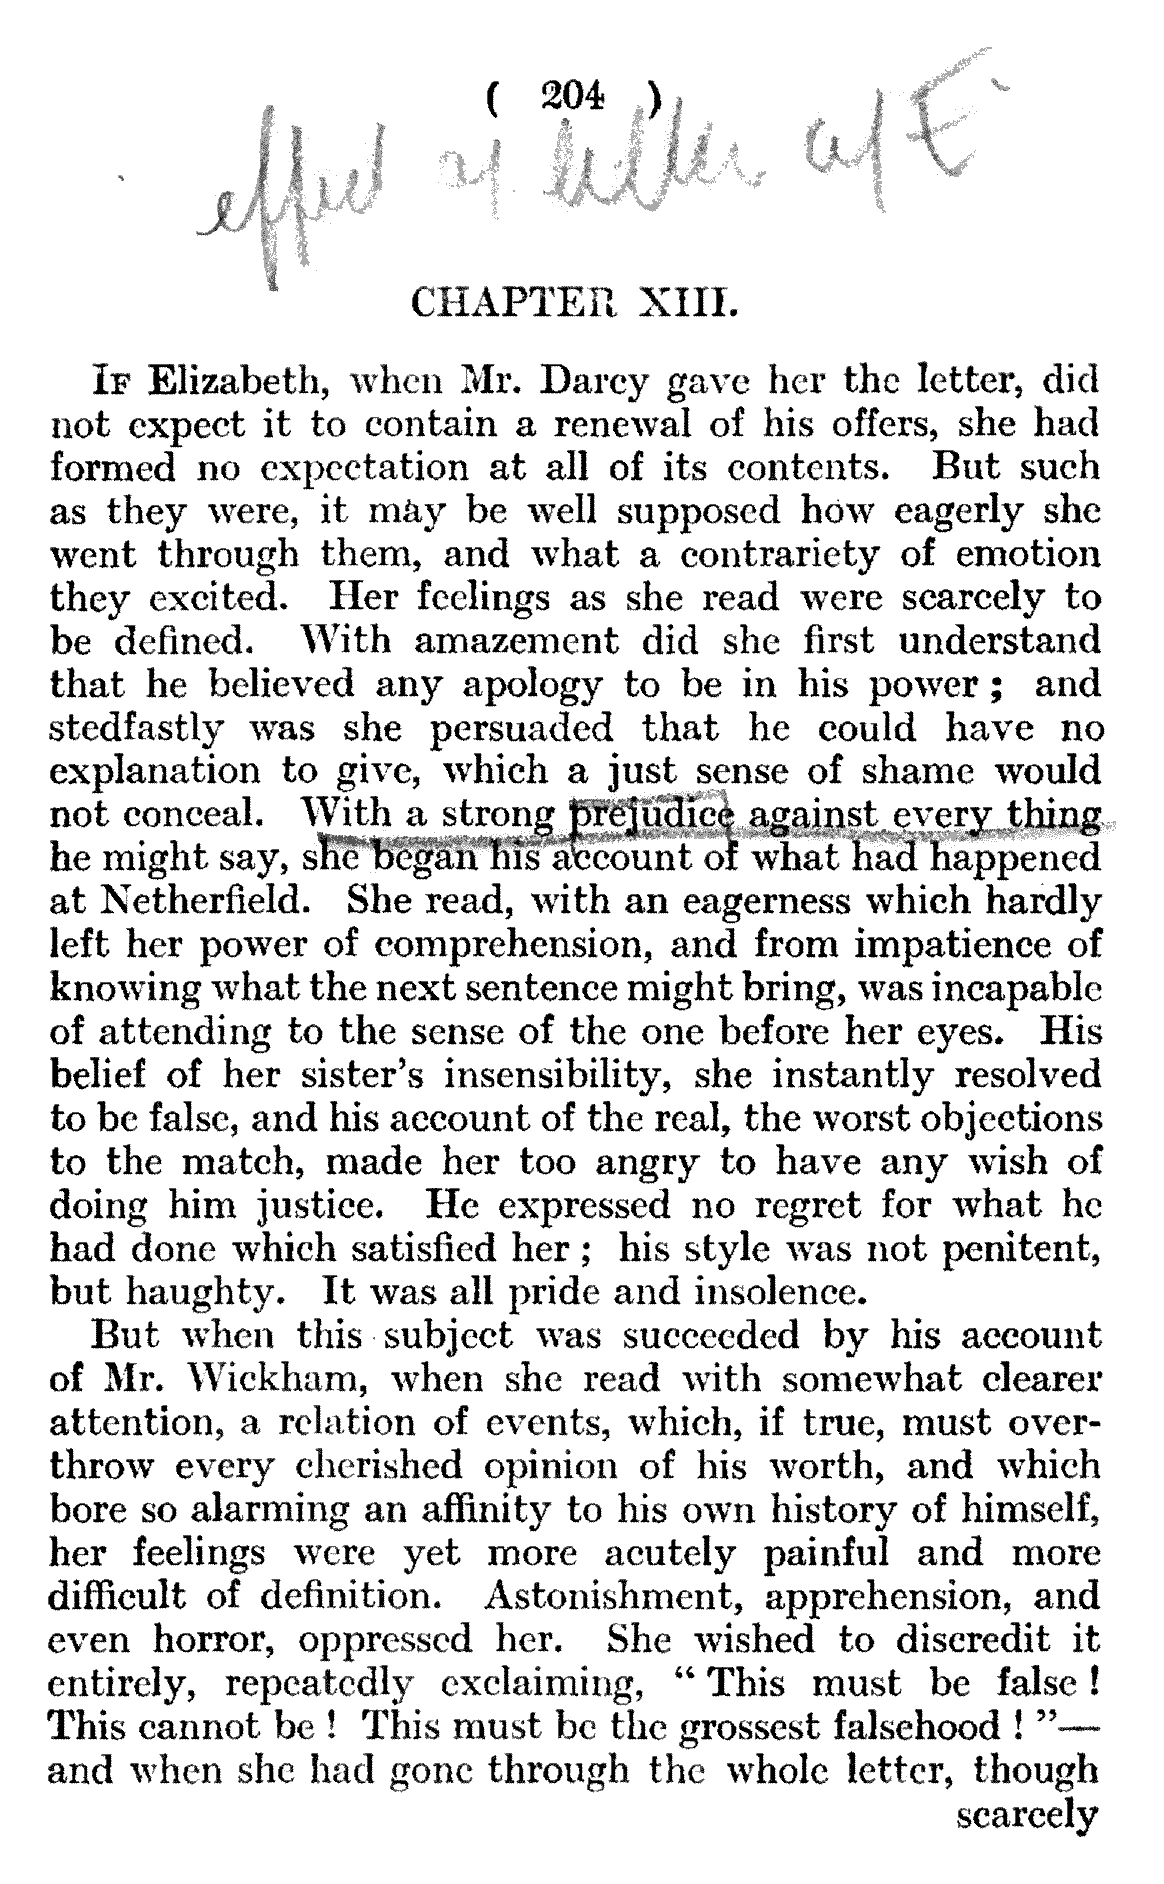 ( 204 )
effect of letter
CHAPTER XIII.
IF Elizabeth, when Mr. Darcy gave her the letter, did
not expect it to contain a renewal of his offers, she had
formed no expectation at all of its contents. But such
as they were, it may be well supposed how eagerly she
went through them, and what a contrariety of emotion
they excited. Her feelings as she read were scarcely to
be defined. With amazement did she first understand
that he believed any apology to be in his power ; and
stedfastly was she persuaded that he could have no
explanation to give, which a just sense of shame would
not conceal. With a strong prejudice against every thing
he might say, she began his account of what had happened
at Netherfield. She read, with an eagerness which hardly
left her power of comprehension, and from impatience of
knowing what the next sentence might bring, was incapable
of attending to the sense of the one before her eyes. His
belief of her sister's insensibility, she instantly resolved
to be false, and his account of the real, the worst objections
to the match, made her too angry to have any wish of
doing him justice. He expressed no regret for what he
had done which satisfied her ; his style was not penitent,
but haughty. It was all pride and insolence.
But when this subject was succeeded by his account
of Mr. Wickham, when she read with somewhat clearer
attention, a relation of events, which, if true, must over-
throw every cherished opinion of his worth, and which
bore so alarming an affinity to his own history of himself,
her feelings were yet more acutely painful and more
difficult of definition. Astonishment, apprehension, and
even horror, oppressed her. She wished to discredit it
entirely, repeatedly exclaiming, “ This must be false !
This cannot be ! This must be the grossest falsehood ! ”—
and when she had gone through the whole letter, though
scarcely